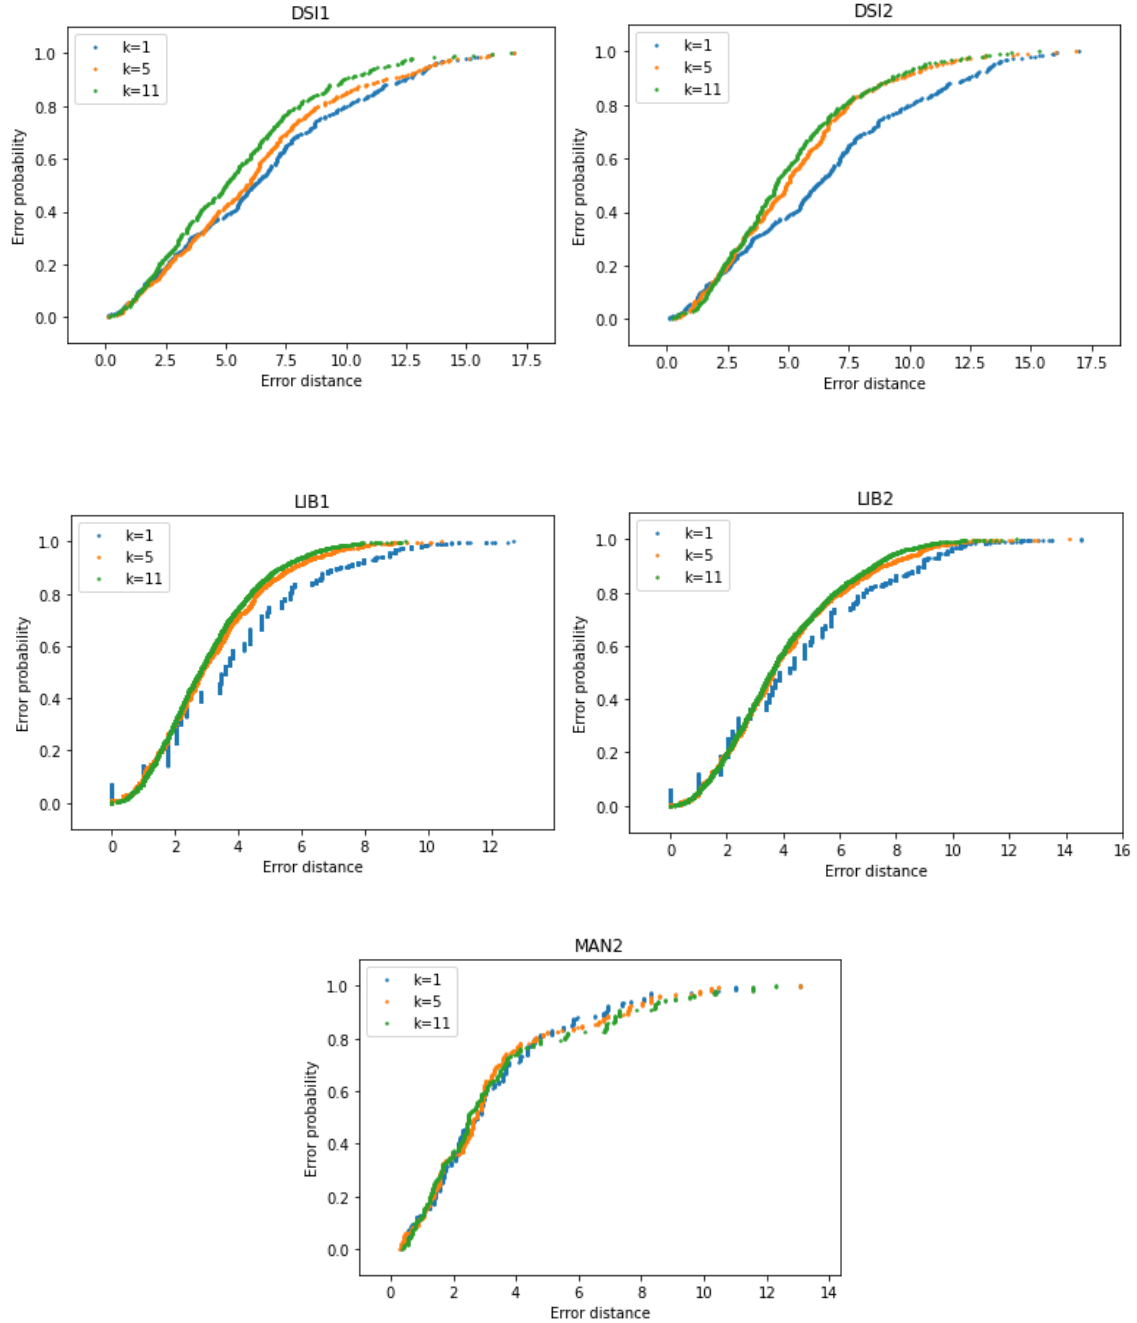 DSI1
k=1
k=5
k=11
Error probability
1.0
0.8
0.6
0.4
0.2
0.0
0.0 2.5 5.0 7.5 10.0 12.5 15.0 17.5
Error distance
DSI2
k=1
k=5
k=11
Error probability
1.0
0.8
0.6
0.4
0.2
0.0
0.0 2.5 5.0 7.5 10.0 12.5 15.0 17.5
Error distance
LIB1
k=1
k=5
k=11
Error probability
1.0
0.8
0.6
0.4
0.2
0.0
0 2 4 6 8 10 12
Error distance
LIB2
k=1
k=5
k=11
Error probability
1.0
0.8
0.6
0.4
0.2
0.0
0 2 4 6 8 10 12 14 16
Error distance
MAN2
k=1
k=5
k=11
Error probability
1.0
0.8
0.6
0.4
0.2
0.0
0 2 4 6 8 10 12 14
Error distance